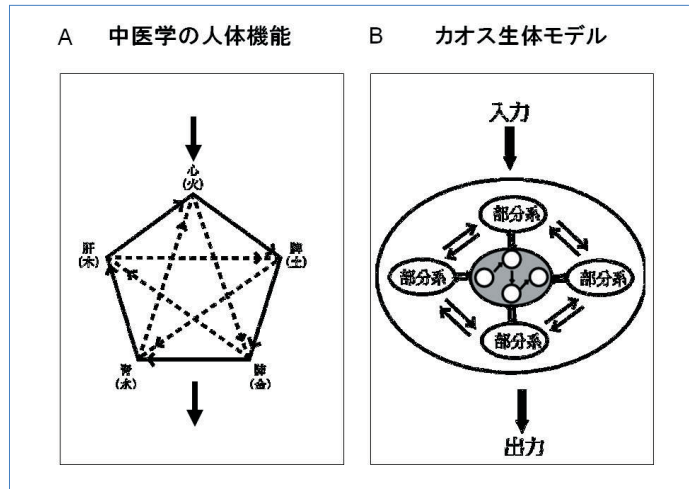 A 中医学の人体機能
B カオス生体モデル
心
(火)
肝
(木)
脾
(土)
腎
(水)
肺
(金)
入力
部分系
部分系
部分系
部分系
出力